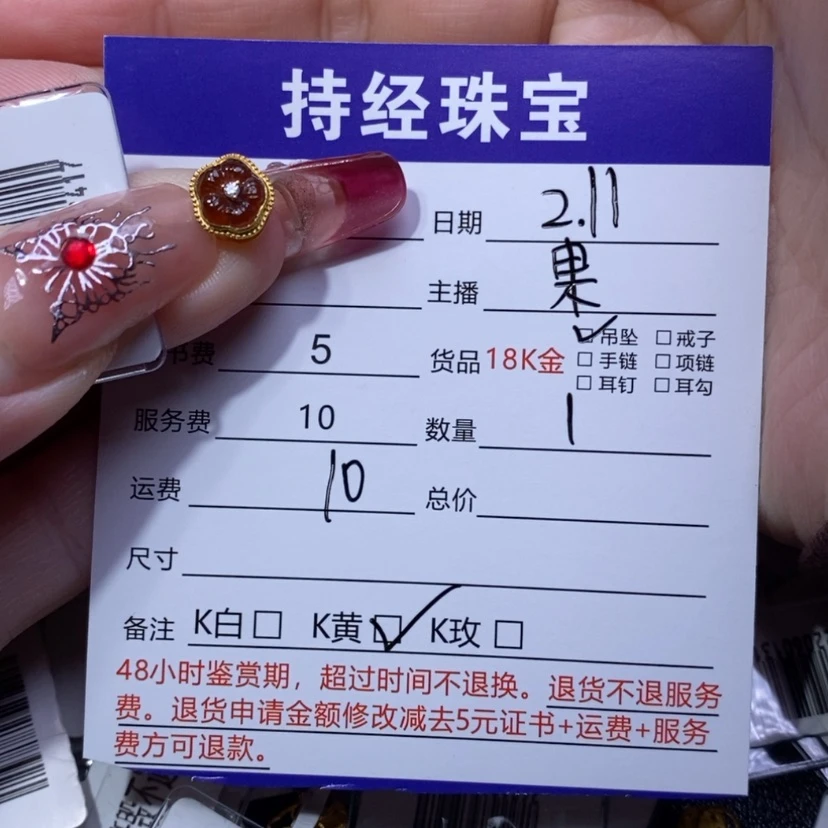 持经珠宝
日期 2.11
主播 果
书费 5 货品 18K金 ☑吊坠 □戒子
□手链 □项链
□耳钉 □耳勾
服务费 10 数量 1
运费 10 总价
尺寸
备注 K白□ K黄☑ K玫□
48小时鉴赏期，超过时间不退换。退货不退服务
费。退货申请金额修改减去5元证书+运费+服务
费方可退款。